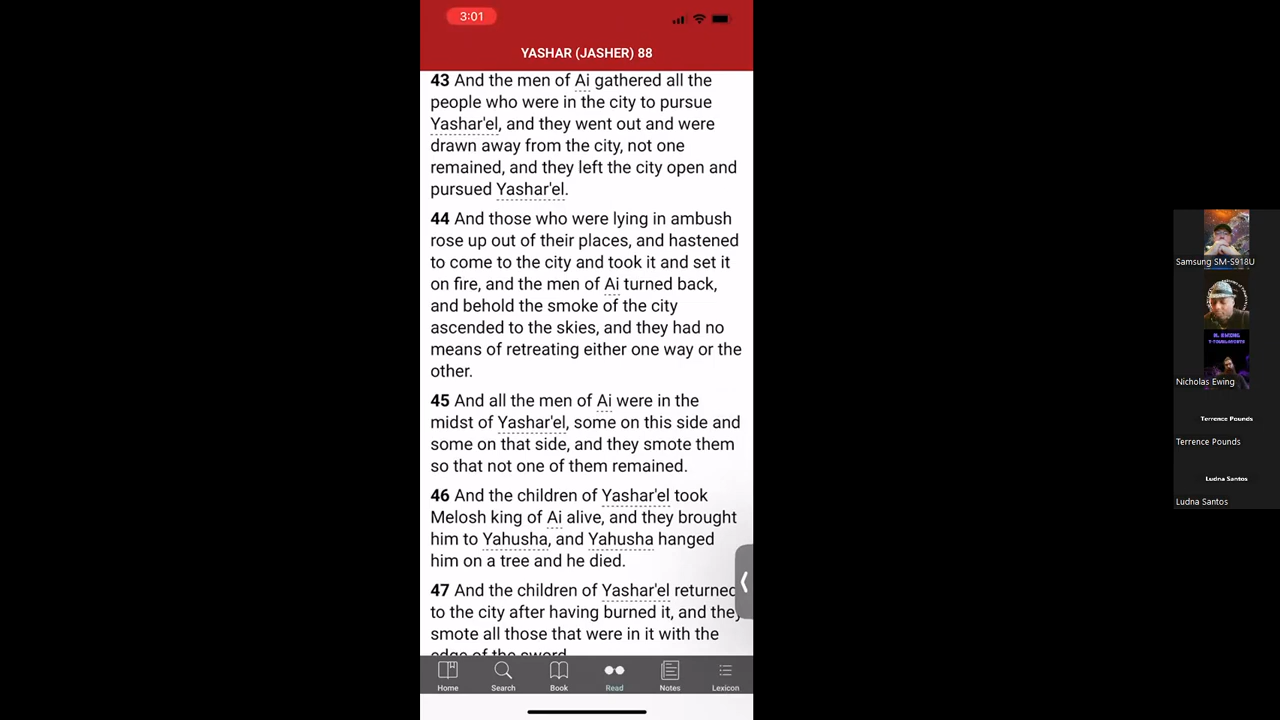 3:01
YASHAR (JASHER) 88
43 And the men of Ai gathered all the
people who were in the city to pursue
Yashar'el, and they went out and were
drawn away from the city, not one
remained, and they left the city open and
pursued Yashar'el.
44 And those who were lying in ambush
rose up out of their places, and hastened
to come to the city and took it and set it
on fire, and the men of Ai turned back,
and behold the smoke of the city
ascended to the skies, and they had no
means of retreating either one way or the
other.
45 And all the men of Ai were in the
midst of Yashar'el, some on this side and
some on that side, and they smote them
so that not one of them remained.
46 And the children of Yashar'el took
Melosh king of Ai alive, and they brought
him to Yahusha, and Yahusha hanged
him on a tree and he died.
47 And the children of Yashar'el returned
to the city after having burned it, and they
smote all those that were in it with the
edge of the sword
Home
Search
Book
Read
Notes
Lexicon
Samsung SM-S918U
Nicholas Ewing
Terrence Pounds
Terrence Pounds
Ludna Santos
Ludna Santos